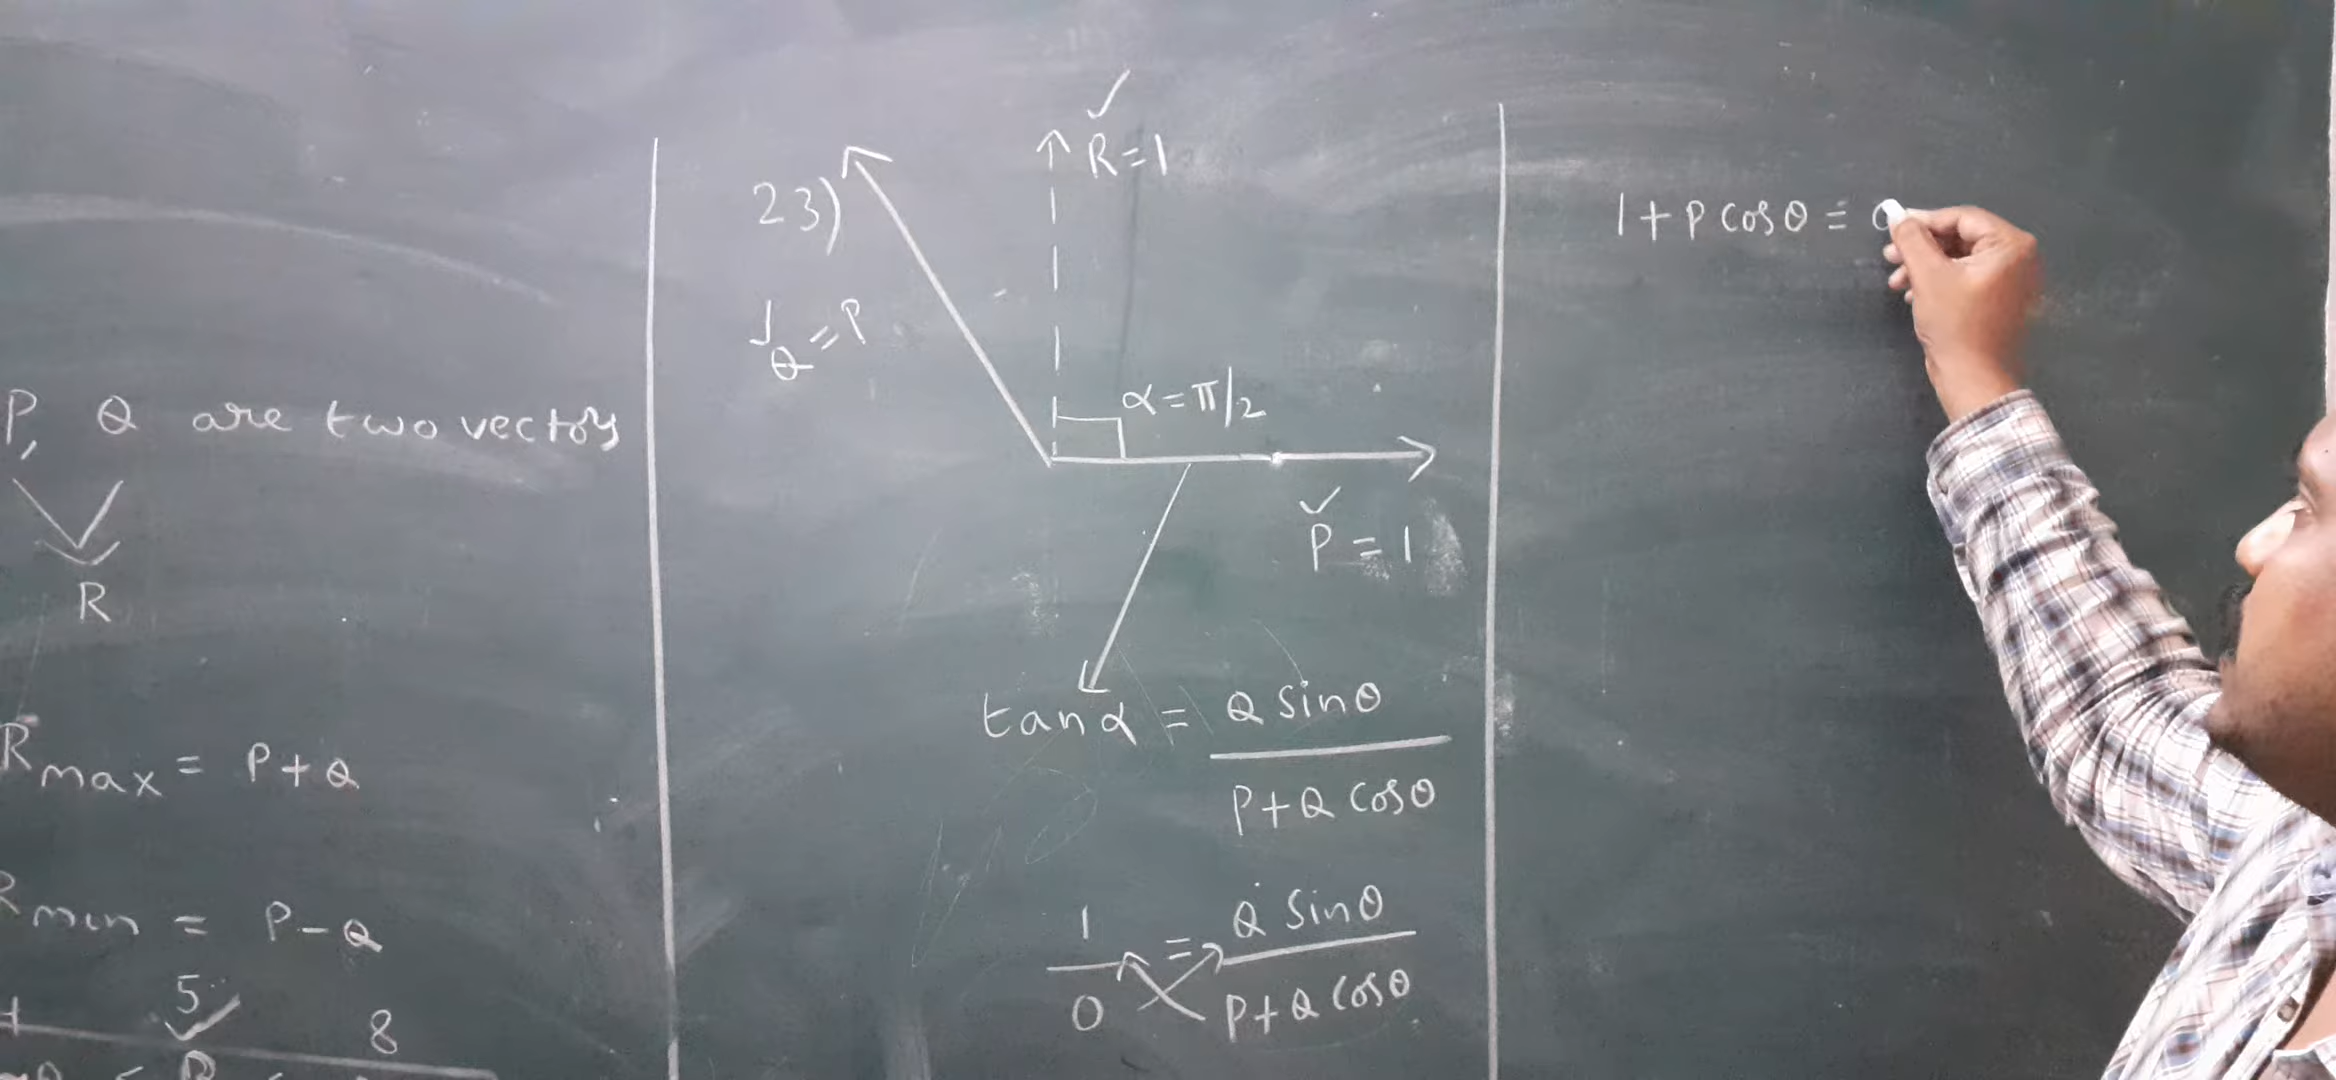 P, Q are two vectors
R
Rmax = P+Q
Rmin = P-Q
5
8
23)
R=1
Q=P
α=π/2
P=1
tanα = Q sinθ
P+Q cosθ
1 = Q sinθ
0 P+Q cosθ
1+P cosθ = 0